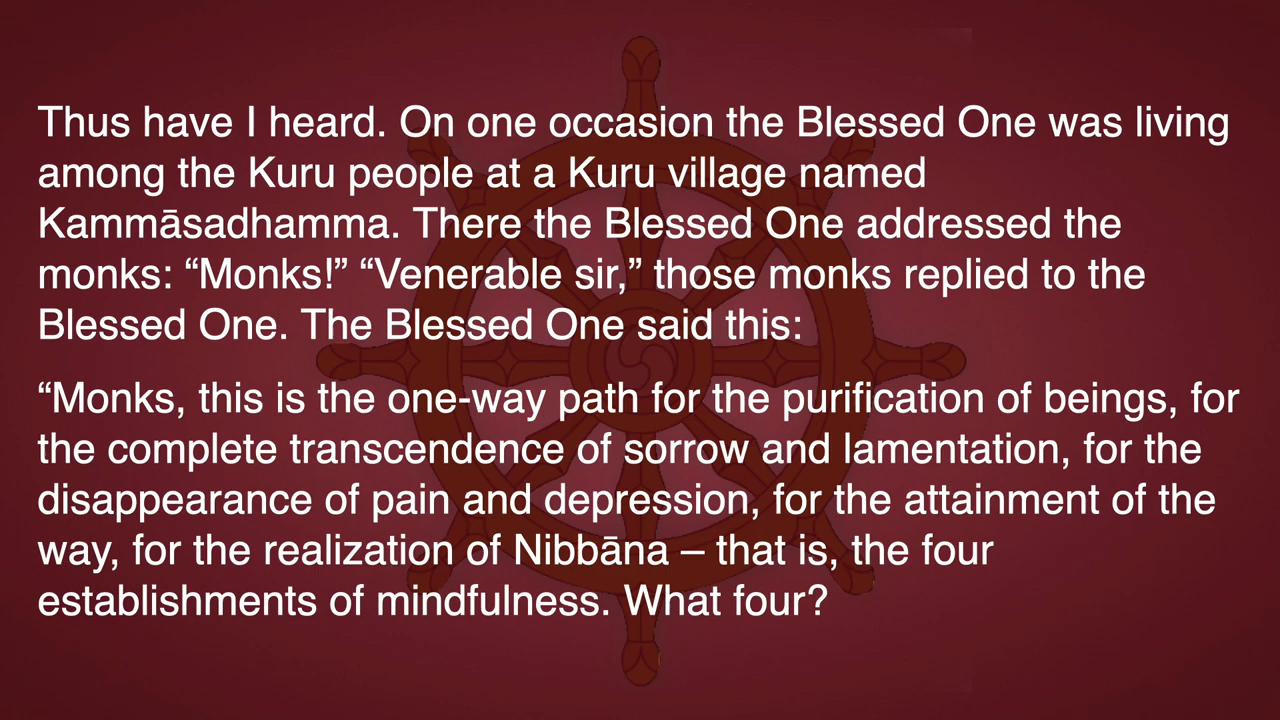 Thus have I heard. On one occasion the Blessed One was living
among the Kuru people at a Kuru village named
Kammāsadhamma. There the Blessed One addressed the
monks: “Monks!” “Venerable sir,” those monks replied to the
Blessed One. The Blessed One said this:
“Monks, this is the one-way path for the purification of beings, for
the complete transcendence of sorrow and lamentation, for the
disappearance of pain and depression, for the attainment of the
way, for the realization of Nibbāna – that is, the four
establishments of mindfulness. What four?